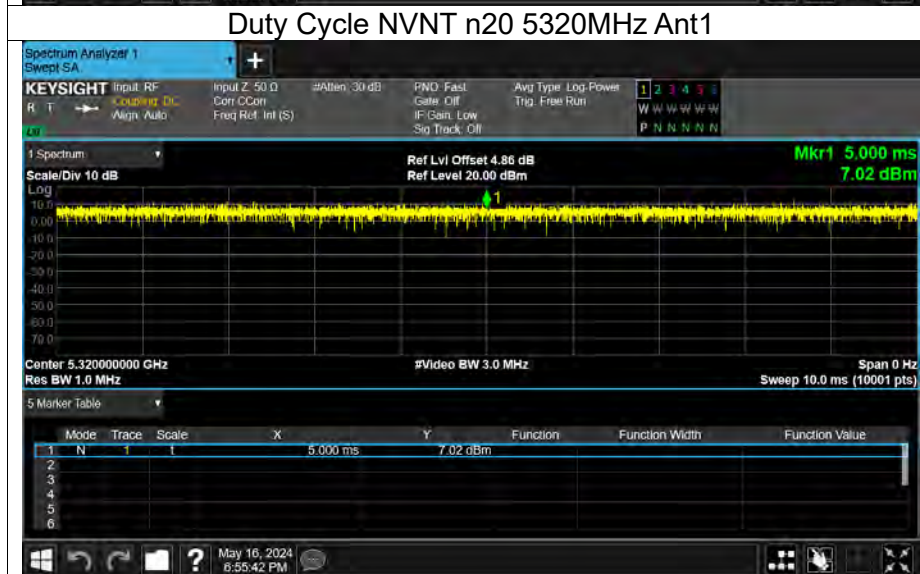 Duty Cycle NVNT n20 5320MHz Ant1
Spectrum Analyzer 1
Swept SA
+
KEYSIGHT Input: RF Input Z: 50 Ω #Atten: 30 dB PNO: Fast Avg Type: Log-Power 1 2 3 4 5 6
R T Coupling: DC Corr CCorr Gate: Off Trig: Free Run W W W W W W
Align: Auto Freq Ref: Int (S) IF Gain: Low
LXI Sig Track: Off P N N N N N
1 Spectrum Ref Lvl Offset 4.86 dB Mkr1 5.000 ms
Scale/Div 10 dB Ref Level 20.00 dBm 7.02 dBm
Log
1
10.0
0.00
-10.0
-20.0
-30.0
-40.0
-50.0
-60.0
-70.0
Center 5.320000000 GHz #Video BW 3.0 MHz Span 0 Hz
Res BW 1.0 MHz Sweep 10.0 ms (10001 pts)
5 Marker Table
Mode Trace Scale X Y Function Function Width Function Value
1 N 1 t 5.000 ms 7.02 dBm
2
3
4
5
6
? May 16, 2024
6:55:42 PM